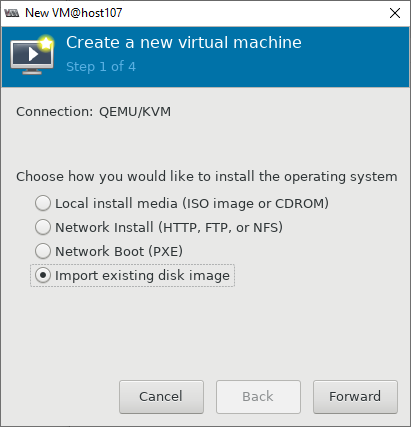 New VM@host107
Create a new virtual machine
Step 1 of 4
Connection: QEMU/KVM
Choose how you would like to install the operating system
Local install media (ISO image or CDROM)
Network Install (HTTP, FTP, or NFS)
Network Boot (PXE)
Import existing disk image
Cancel
Back
Forward